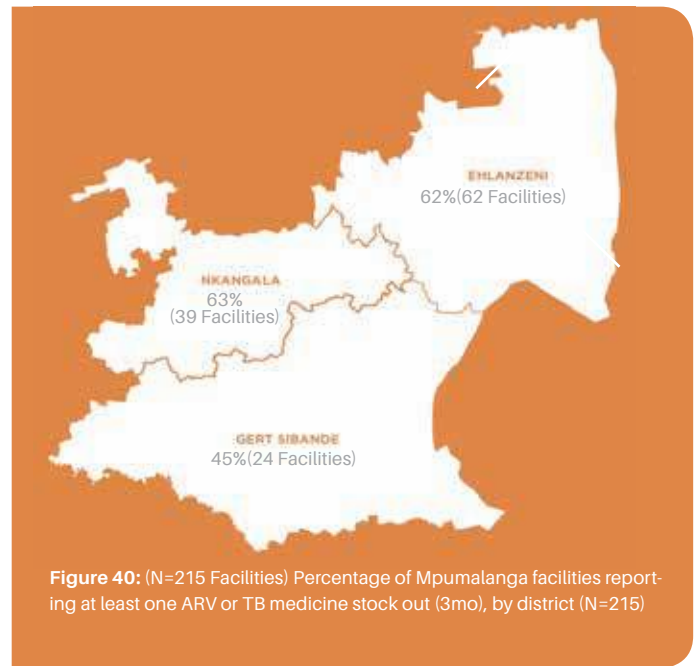 EHLANZENI
62%(62 Facilities)
NKANGALA
63%
(39 Facilities)
GERT SIBANDE
45%(24 Facilities)
Figure 40: (N=215 Facilities) Percentage of Mpumalanga facilities report-
ing at least one ARV or TB medicine stock out (3mo), by district (N=215)